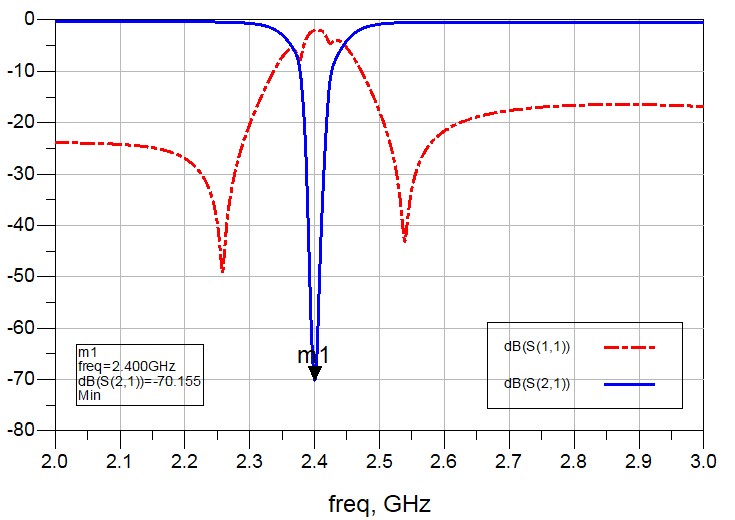 0
-10
-20
-30
-40
-50
-60
-70
-80
m1
m1
freq=2.400GHz
dB(S(2,1))=-70.155
Min
dB(S(1,1))
dB(S(2,1))
2.0 2.1 2.2 2.3 2.4 2.5 2.6 2.7 2.8 2.9 3.0
freq, GHz